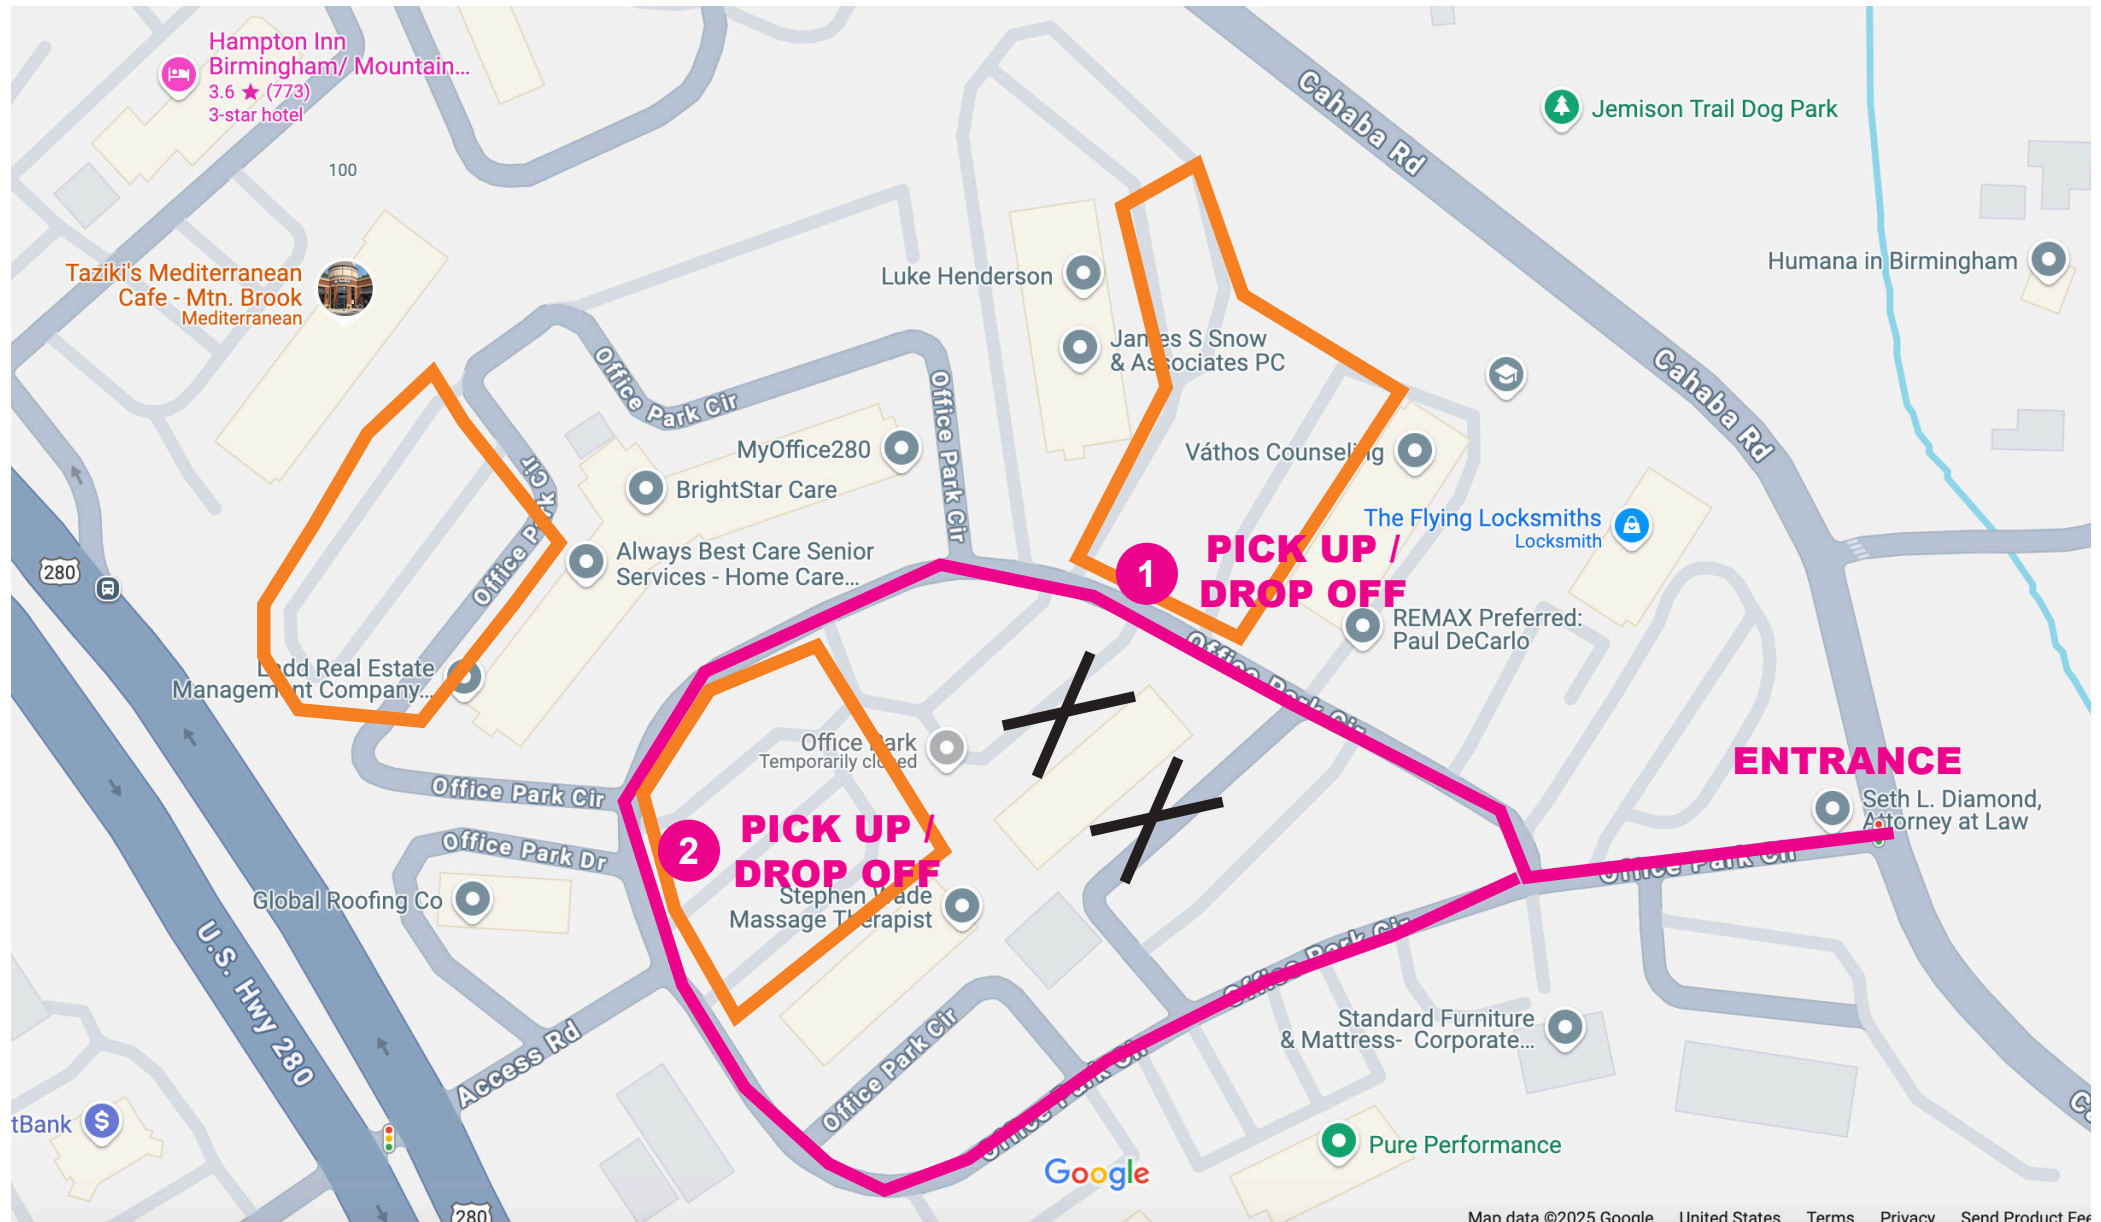 Hampton Inn
Birmingham/ Mountain...
3.6 ★ (773)
3-star hotel
100
Cahaba Rd
Jemison Trail Dog Park
Humana in Birmingham
Taziki's Mediterranean
Cafe - Mtn. Brook
Mediterranean
Luke Henderson
James S Snow
& Associates PC
Office Park Cir
Office Park Cir
Cahaba Rd
MyOffice280
BrightStar Care
Office Park Cir
Váthos Counseling
The Flying Locksmiths
Locksmith
Always Best Care Senior
Services - Home Care...
280
1
PICK UP /
DROP OFF
REMAX Preferred:
Paul DeCarlo
Office Park Cir
Ladd Real Estate
Management Company...
Office Park
Temporarily closed
Office Park Cir
ENTRANCE
Seth L. Diamond,
Attorney at Law
Office Park Cir
2
PICK UP /
DROP OFF
Office Park Dr
Global Roofing Co
Stephen Wade
Massage Therapist
Office Park Cir
U.S. Hwy 280
Access Rd
Office Park Cir
Office Park Cir
Standard Furniture
& Mattress- Corporate...
tBank
Pure Performance
Google
280
Map data ©2025 Google United States Terms Privacy Send Product Fee